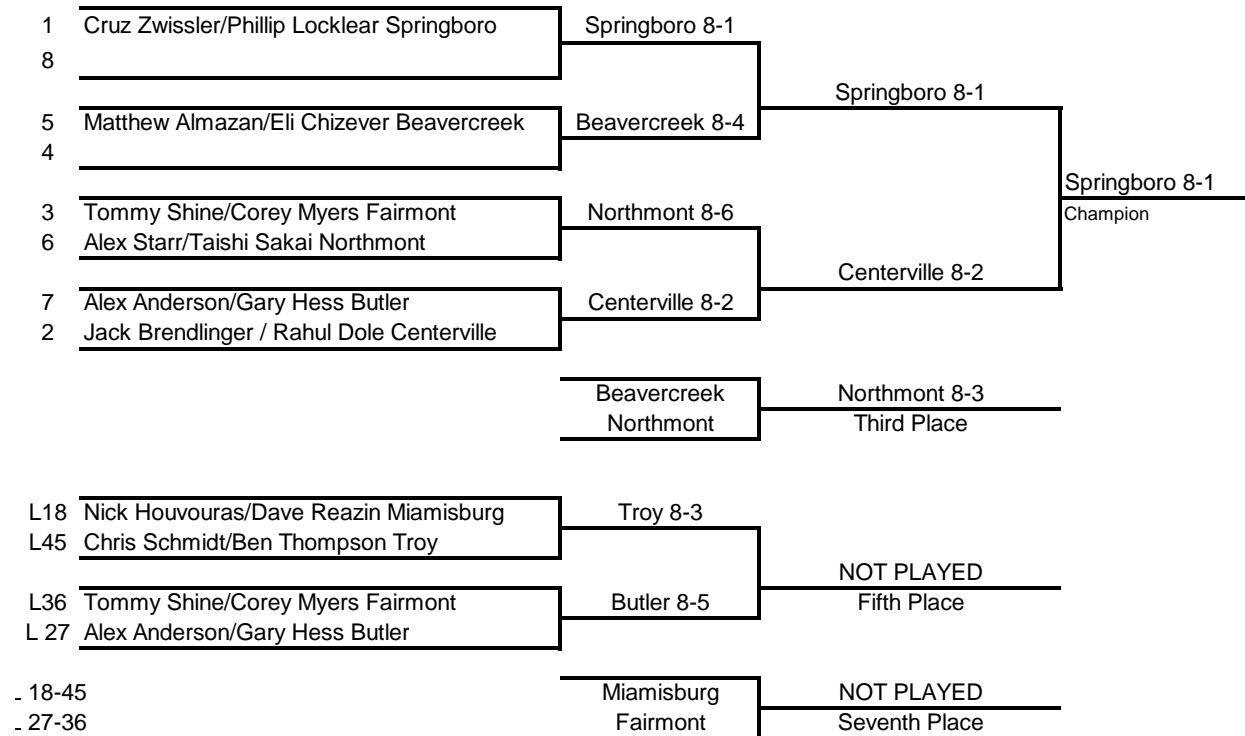 1 Cruz Zwissler/Phillip Locklear Springboro Springboro 8-1
8
Springboro 8-1
5 Matthew Almazan/Eli Chizever Beavercreek Beavercreek 8-4
4
Springboro 8-1
3 Tommy Shine/Corey Myers Fairmont Northmont 8-6 Champion
6 Alex Starr/Taishi Sakai Northmont
Centerville 8-2
7 Alex Anderson/Gary Hess Butler Centerville 8-2
2 Jack Brendlinger / Rahul Dole Centerville
Beavercreek Northmont 8-3
Northmont Third Place
L18 Nick Houvouras/Dave Reazin Miamisburg Troy 8-3
L45 Chris Schmidt/Ben Thompson Troy
NOT PLAYED
L36 Tommy Shine/Corey Myers Fairmont Butler 8-5 Fifth Place
L 27 Alex Anderson/Gary Hess Butler
18-45 Miamisburg NOT PLAYED
27-36 Fairmont Seventh Place